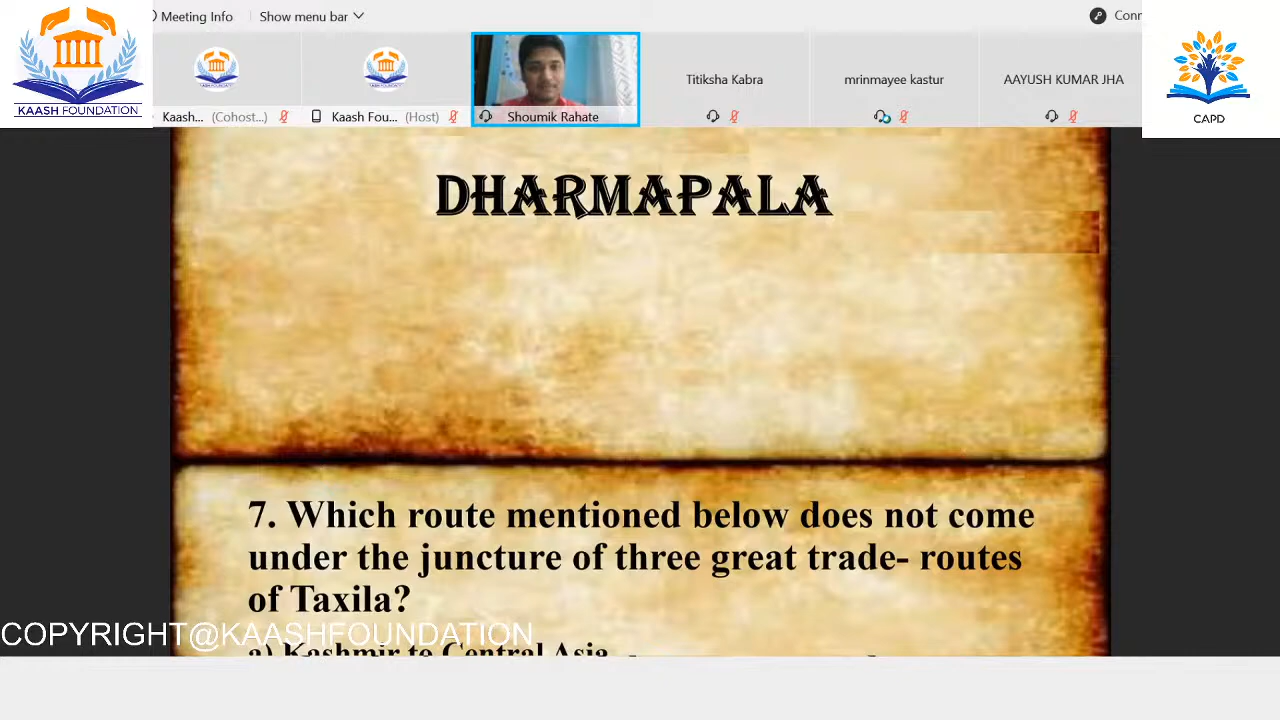 Meeting Info
Show menu bar
Conn
KAASH FOUNDATION
Kaash... (Cohost...)
Kaash Fou... (Host)
Shoumik Rahate
Titiksha Kabra
mrinmayee kastur
AAYUSH KUMAR JHA
CAPD
DHARMAPALA
7. Which route mentioned below does not come
under the juncture of three great trade- routes
of Taxila?
COPYRIGHT@KAASHFOUNDATION
a) Kashmir to Central Asia